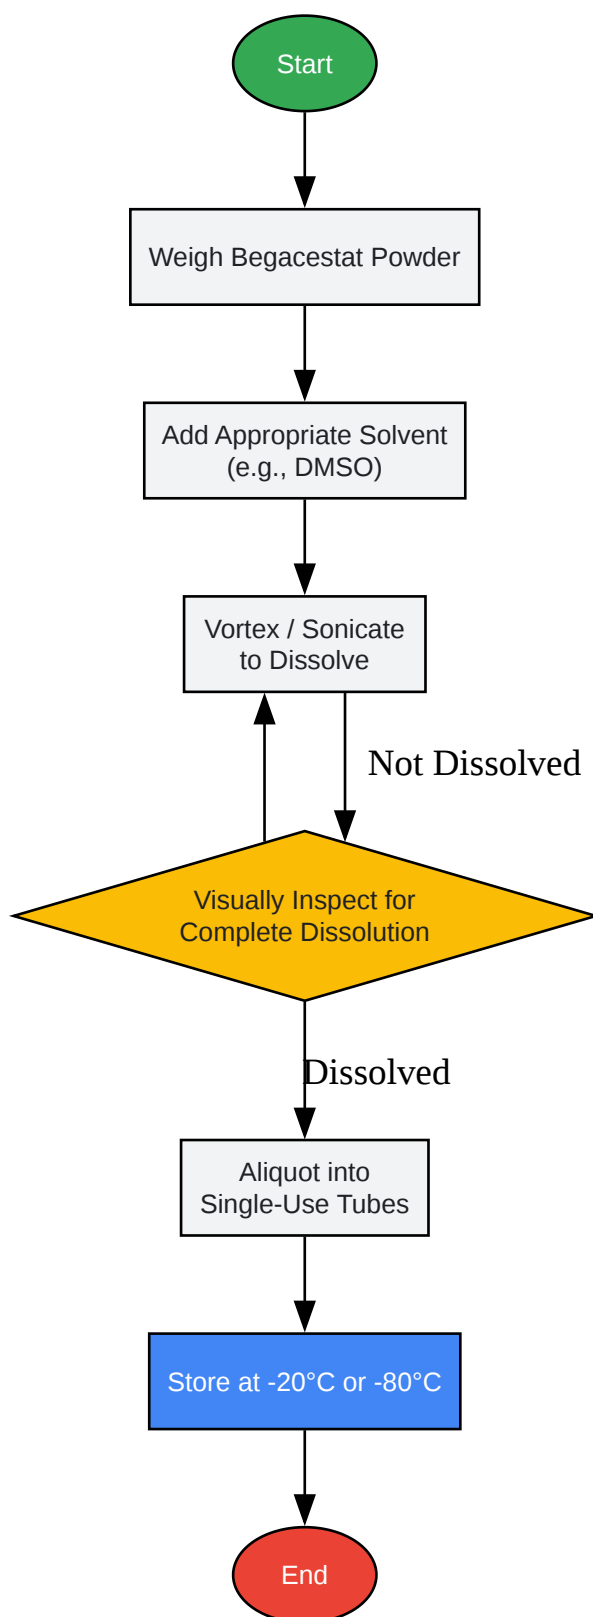 Start
Weigh Begacestat Powder
Add Appropriate Solvent
(e.g., DMSO)
Vortex / Sonicate
to Dissolve
Not Dissolved
Visually Inspect for
Complete Dissolution
Dissolved
Aliquot into
Single-Use Tubes
Store at -20°C or -80°C
End